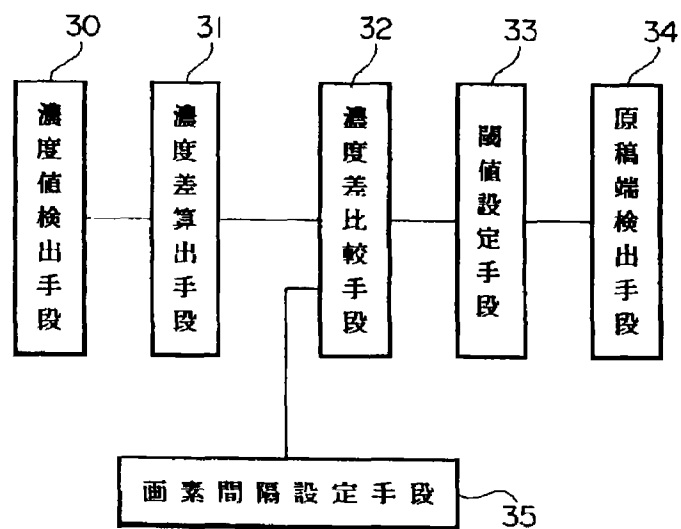 30
31
32
33
34
濃度値検出手段
濃度差算出手段
濃度差比較手段
閾値設定手段
原稿端検出手段
画素間隔設定手段
35